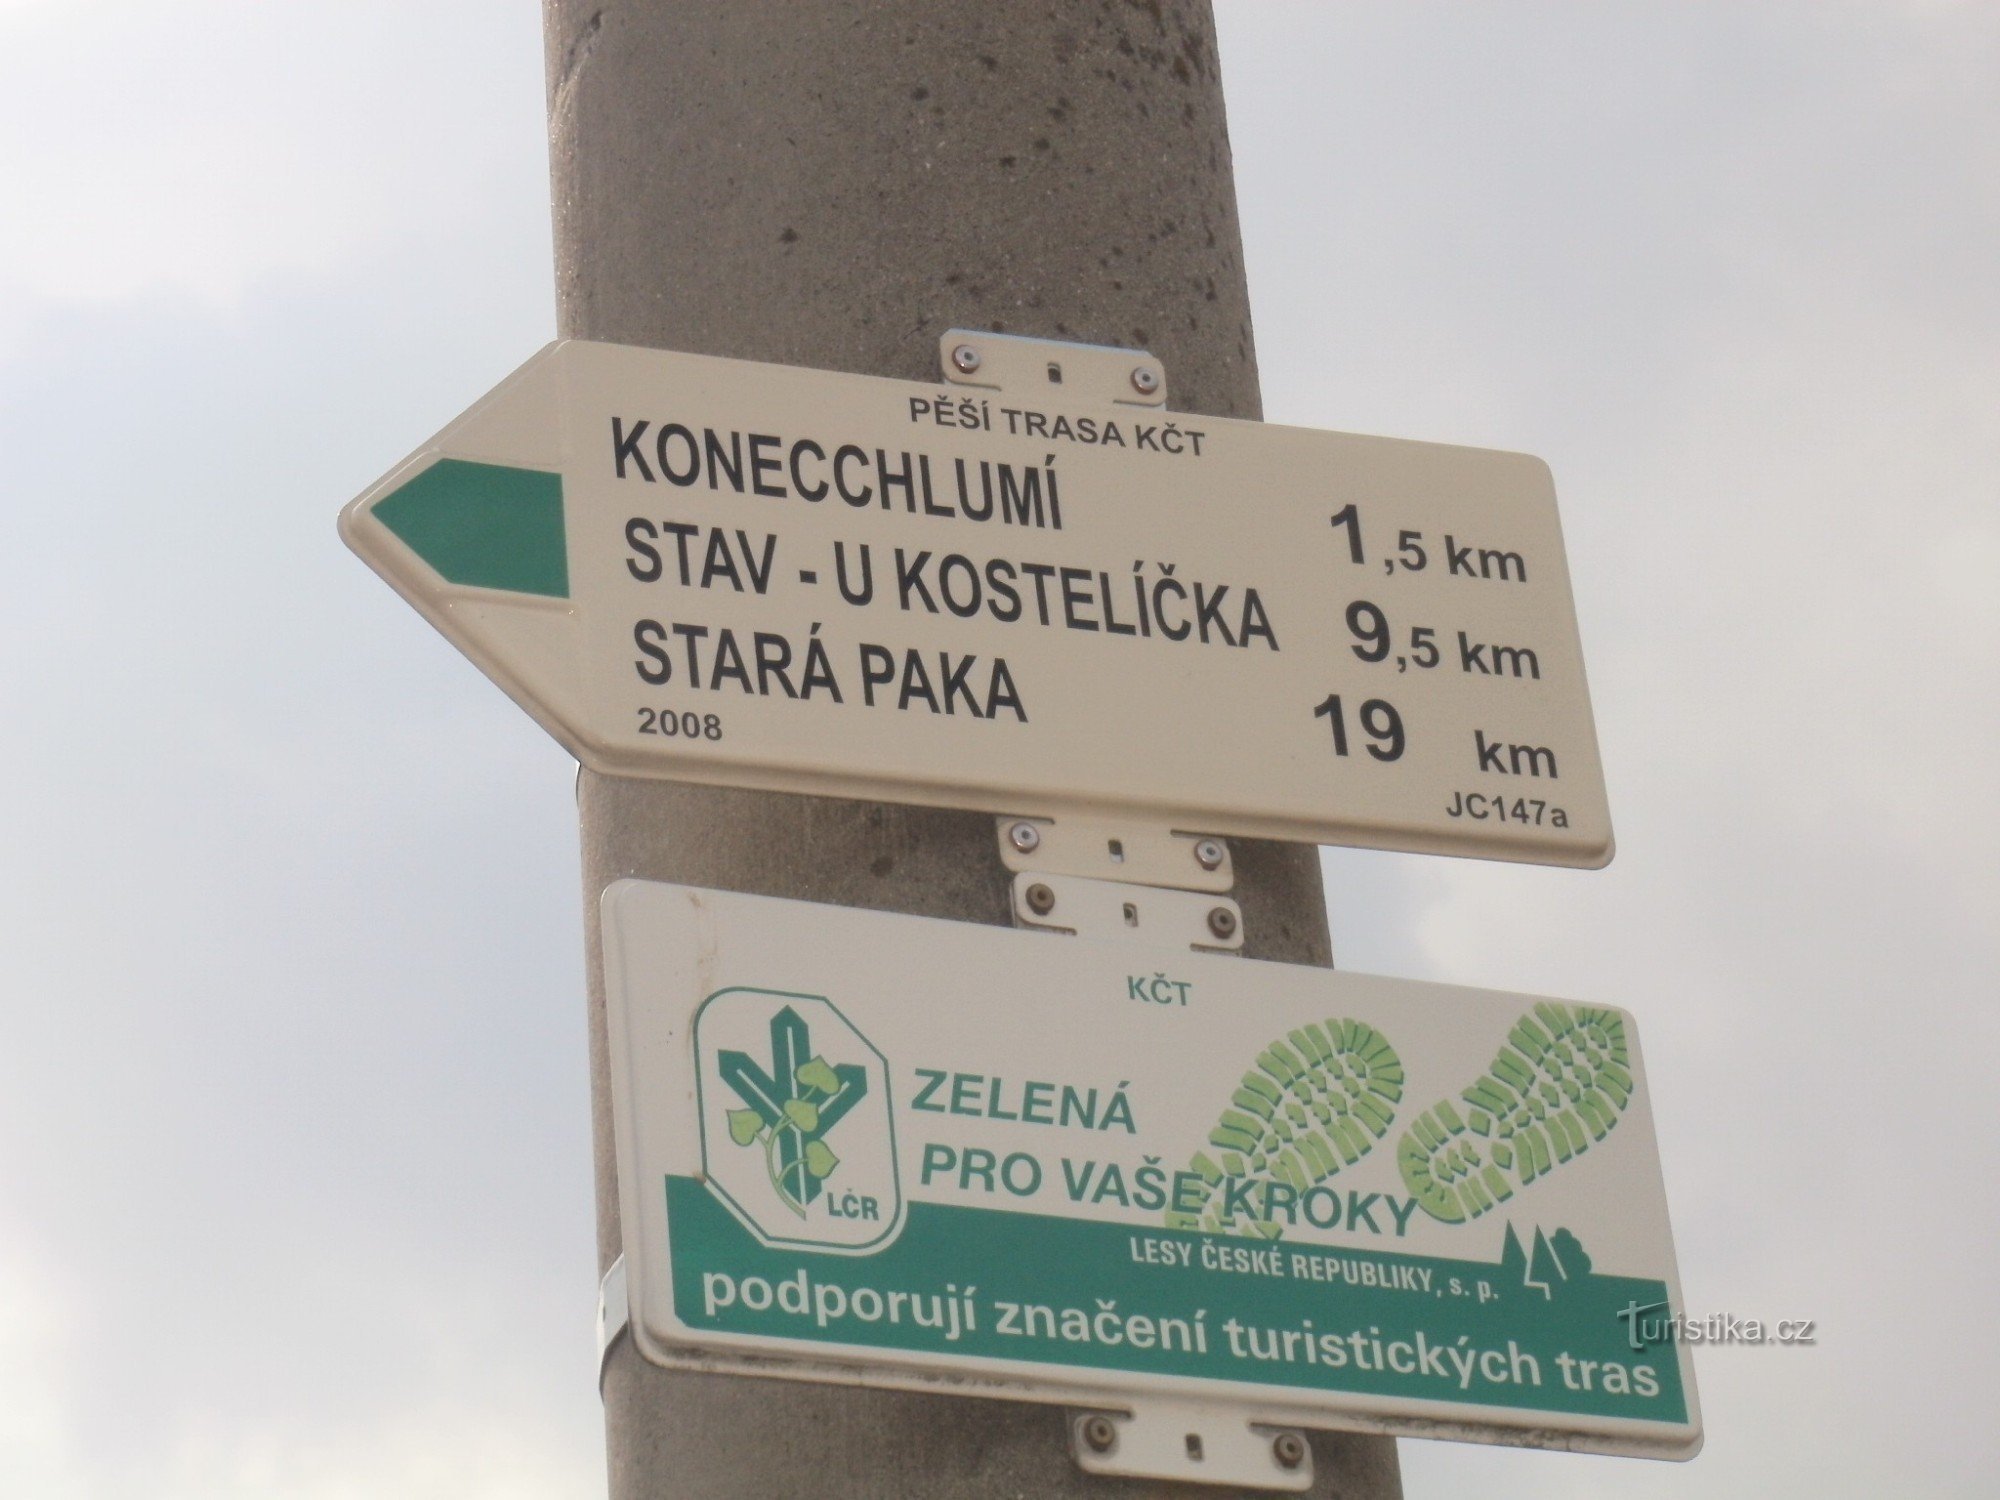 PĚŠÍ TRASA KČT
KONECCHLUMÍ 1,5 km
STAV - U KOSTELÍČKA 9,5 km
STARÁ PAKA 19 km
2008 JC147a
KČT
ZELENÁ
PRO VAŠE KROKY
LČR
LESY ČESKÉ REPUBLIKY, s. p.
podporují značení turistických tras
Turistika.cz